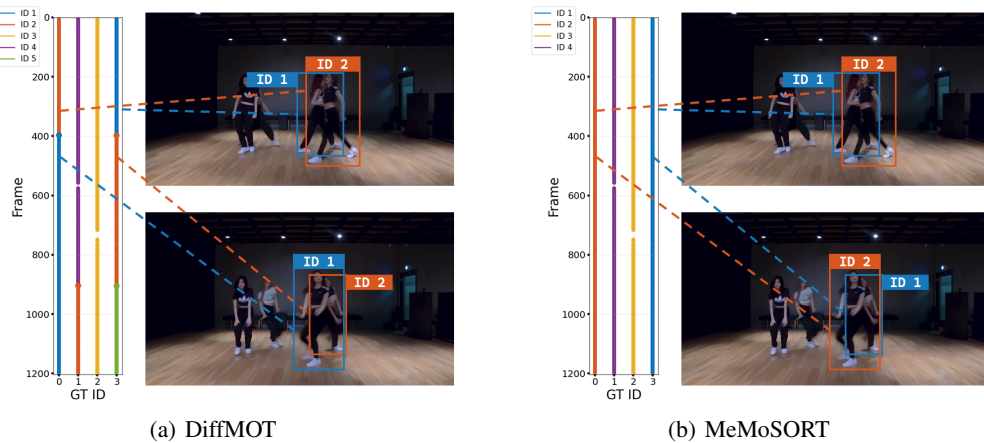 ID 1
ID 2
ID 3
ID 4
ID 5
0
200
400
600
800
1000
1200
Frame
0 1 2 3
GT ID
ID 1
ID 2
ID 1
ID 2
(a) DiffMOT
ID 1
ID 2
ID 3
ID 4
0
200
400
600
800
1000
1200
Frame
0 1 2 3
GT ID
ID 1
ID 2
ID 2
ID 1
(b) MeMoSORT